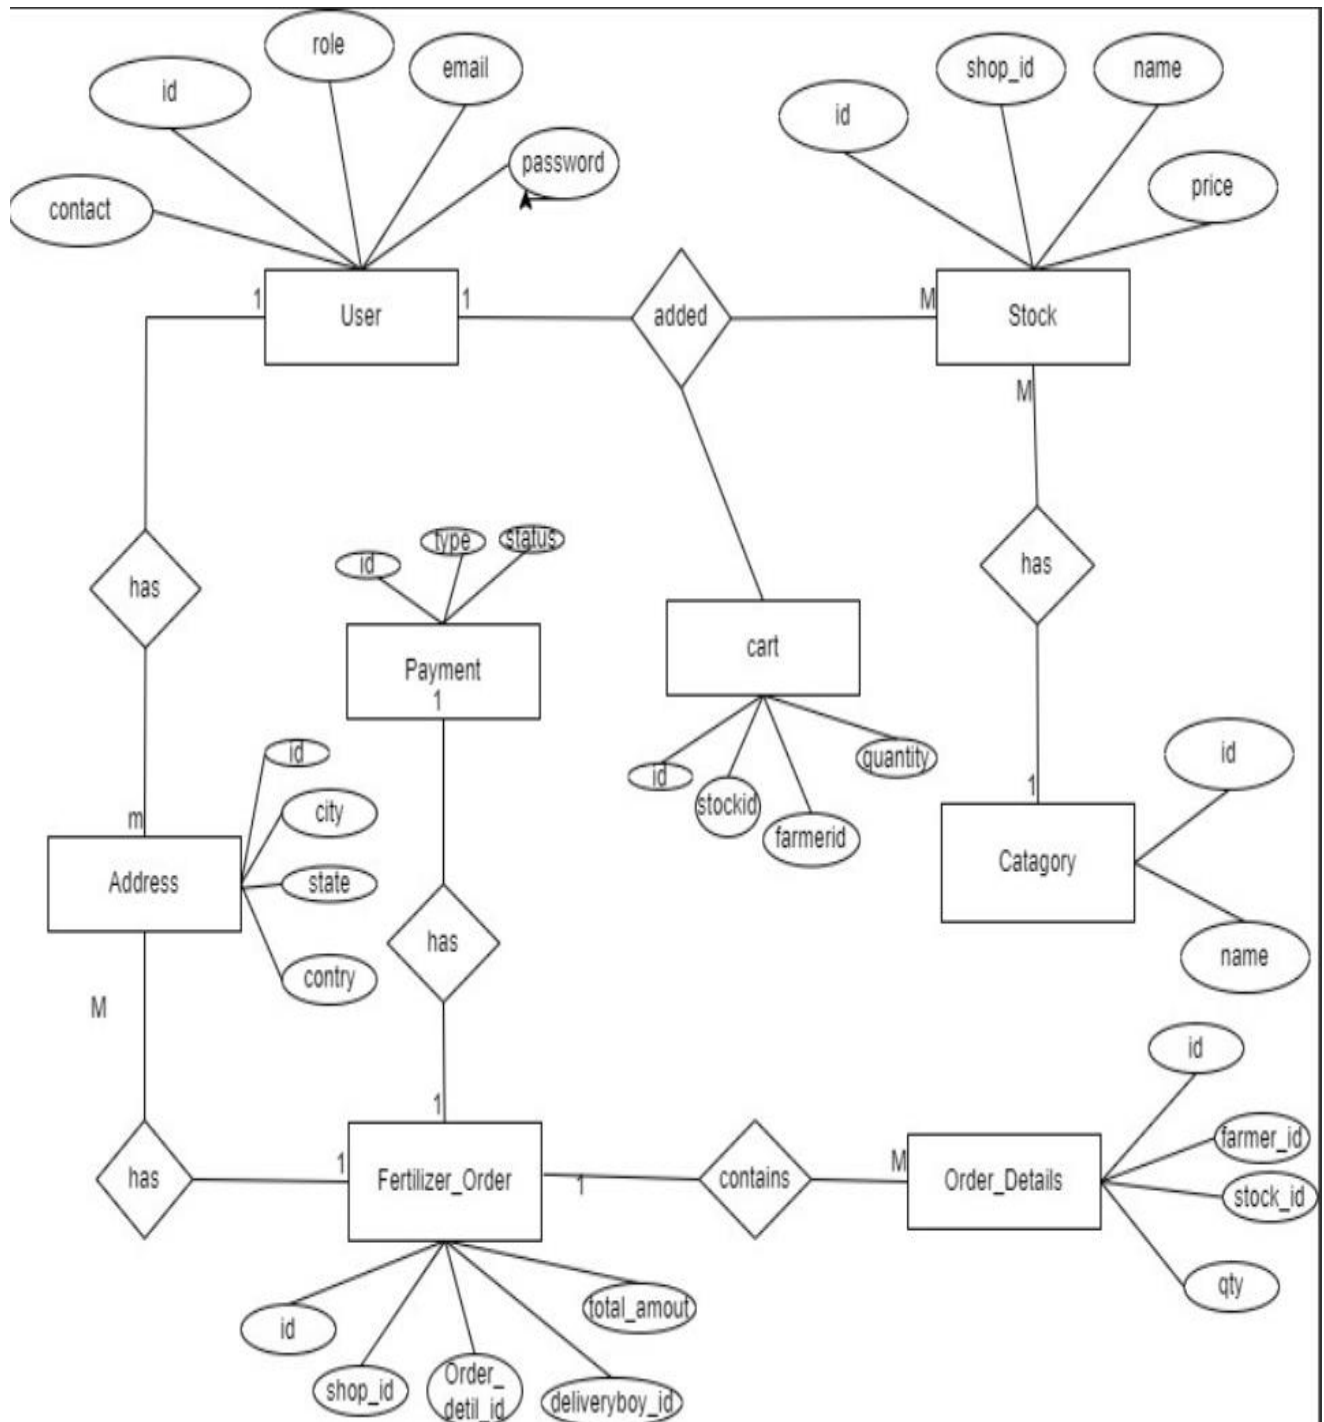 role
email
id
password
contact
shop_id
name
id
price
1
User
1
added
M
Stock
M
has
type
status
id
has
Payment
1
cart
id
quantity
stockid
farmerid
id
city
state
contry
m
Address
M
1
Catagory
id
name
has
1
has
1
Fertilizer_Order
1
contains
M
Order_Details
id
farmer_id
stock_id
qty
total_amout
id
shop_id
Order_
detil_id
deliveryboy_id